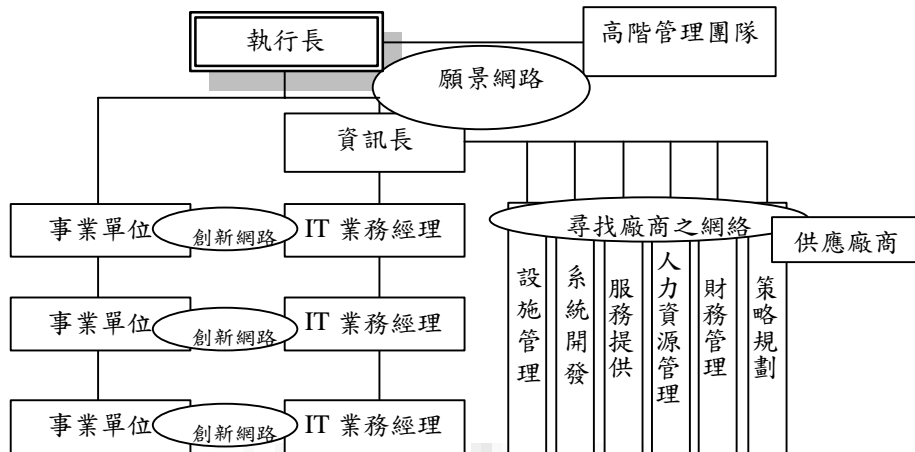 執行長
高階管理團隊
願景網路
資訊長
事業單位
創新網路
IT 業務經理
尋找廠商之網絡
供應廠商
設施管理
系統開發
服務提供
人力資源管理
財務管理
策略規劃
事業單位
創新網路
IT 業務經理
事業單位
創新網路
IT 業務經理